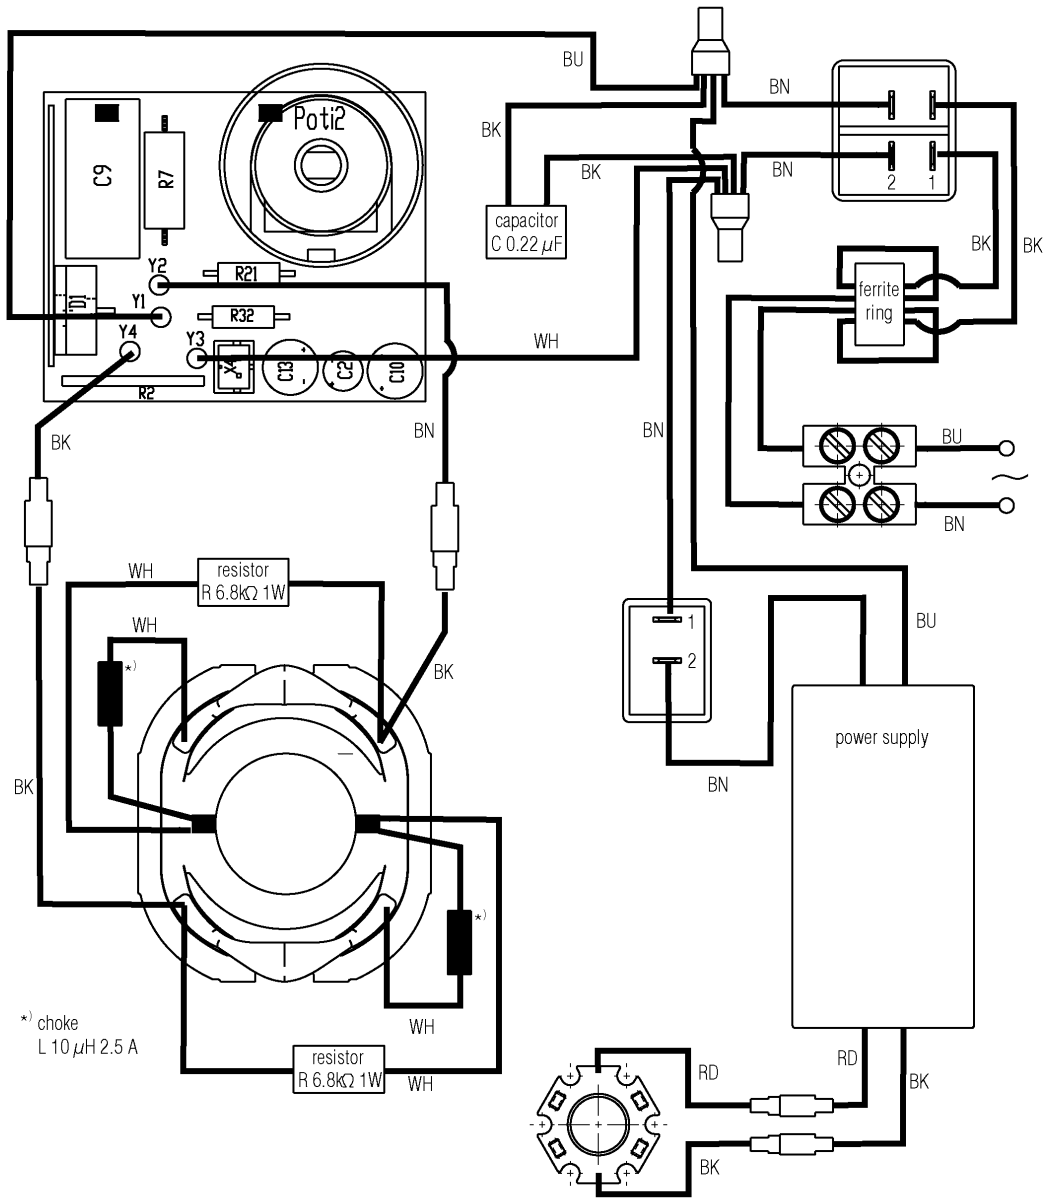 BU
BN
BK
Poti2
C9
R7
BK
BN
2
1
capacitor
C 0.22 µF
BK
BK
Y2
R21
ferrite
ring
D1
Y1
R32
Y4
Y3
WH
X4
C13
C2
C10
R2
BK
BN
BN
BU
~
BN
WH
resistor
R 6.8kΩ 1W
WH
*)
1
2
BU
BK
power supply
BK
BN
*)
*) choke
L 10 µH 2.5 A
WH
resistor
R 6.8kΩ 1W
WH
RD
RD
BK
BK